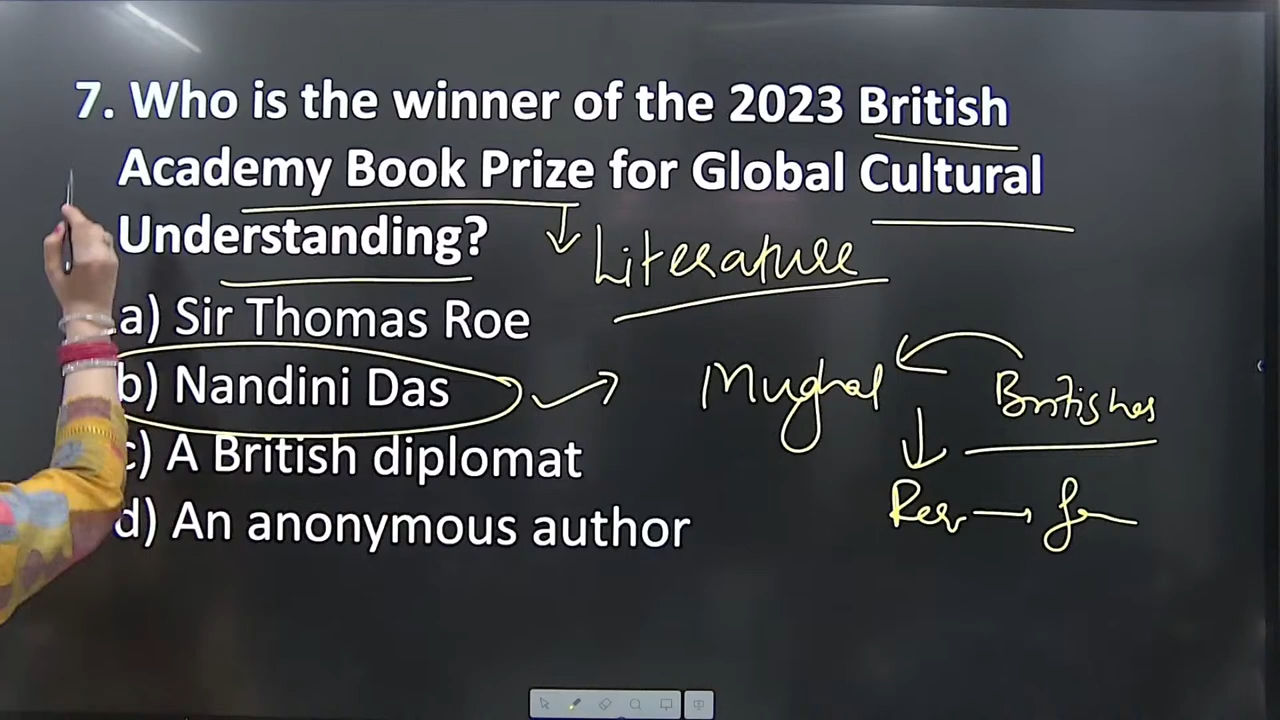 7. Who is the winner of the 2023 British
Academy Book Prize for Global Cultural
Understanding?
Literature
a) Sir Thomas Roe
b) Nandini Das
c) A British diplomat
d) An anonymous author
Mughal
Britishes